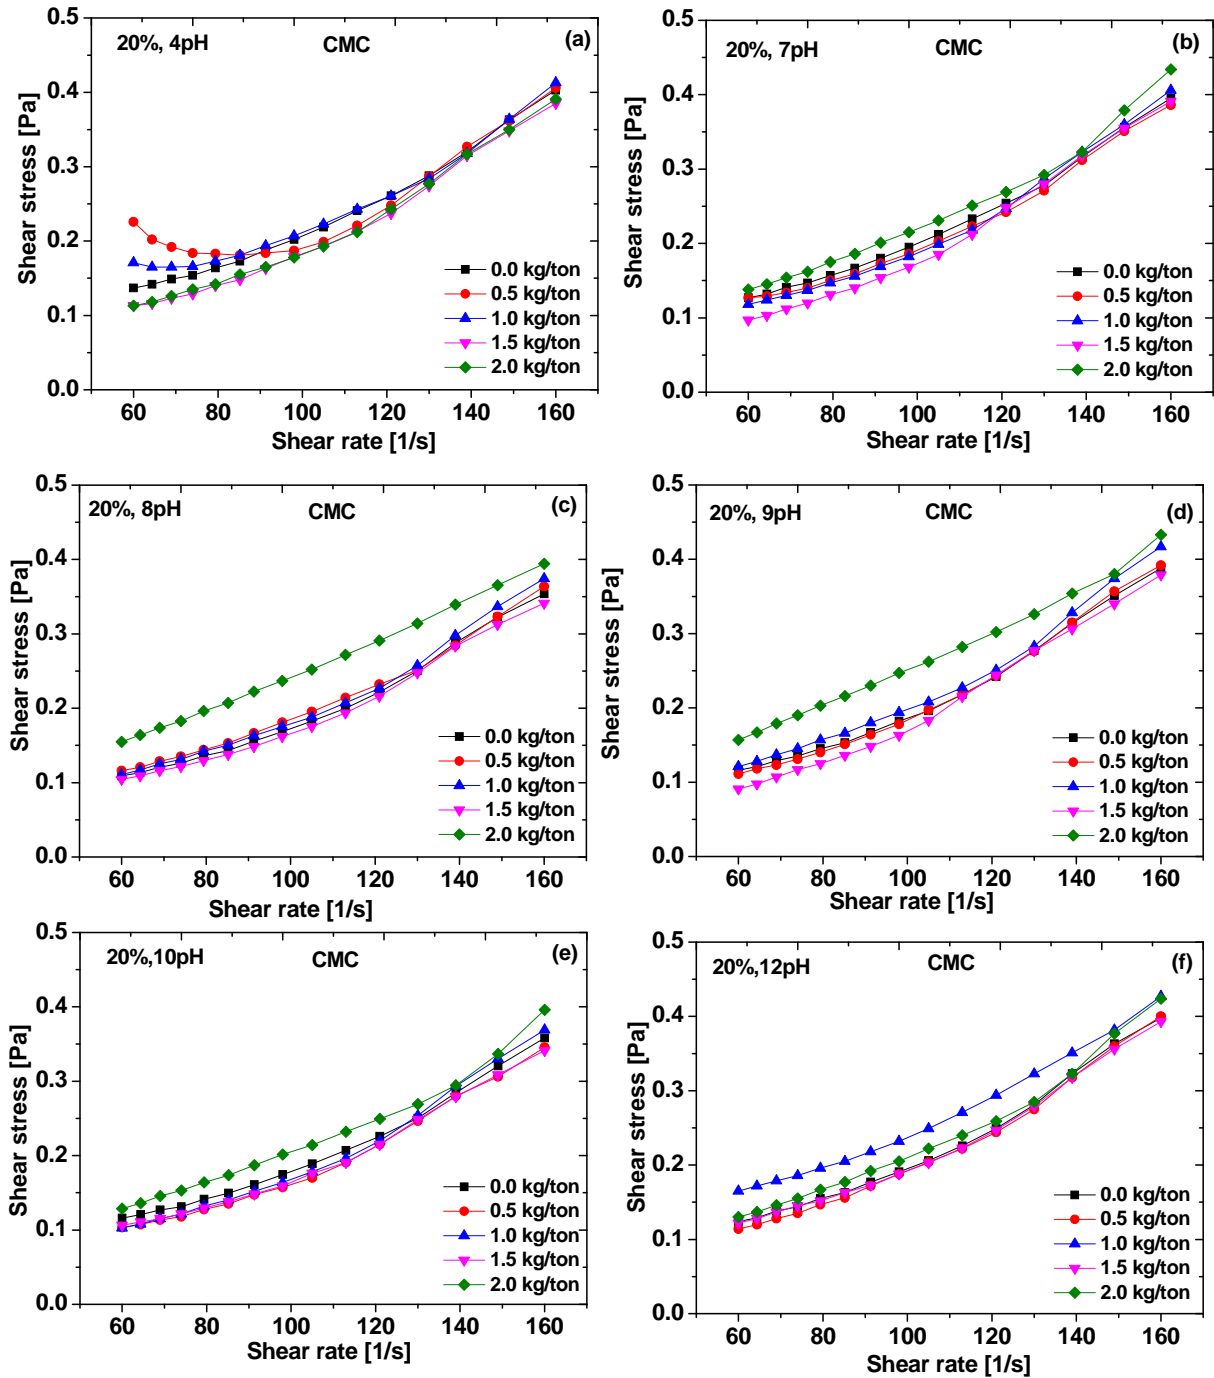 20%, 4pH CMC (a)
0.5
0.4
0.3
0.2
0.1
0.0
Shear stress [Pa]
0.0 kg/ton
0.5 kg/ton
1.0 kg/ton
1.5 kg/ton
2.0 kg/ton
60 80 100 120 140 160
Shear rate [1/s]
20%, 7pH CMC (b)
0.5
0.4
0.3
0.2
0.1
0.0
Shear stress [Pa]
0.0 kg/ton
0.5 kg/ton
1.0 kg/ton
1.5 kg/ton
2.0 kg/ton
60 80 100 120 140 160
Shear rate [1/s]
20%, 8pH CMC (c)
0.5
0.4
0.3
0.2
0.1
0.0
Shear stress [Pa]
0.0 kg/ton
0.5 kg/ton
1.0 kg/ton
1.5 kg/ton
2.0 kg/ton
60 80 100 120 140 160
Shear rate [1/s]
20%, 9pH CMC (d)
0.5
0.4
0.3
0.2
0.1
0.0
Shear stress [Pa]
0.0 kg/ton
0.5 kg/ton
1.0 kg/ton
1.5 kg/ton
2.0 kg/ton
60 80 100 120 140 160
Shear rate [1/s]
20%,10pH CMC (e)
0.5
0.4
0.3
0.2
0.1
0.0
Shear stress [Pa]
0.0 kg/ton
0.5 kg/ton
1.0 kg/ton
1.5 kg/ton
2.0 kg/ton
60 80 100 120 140 160
Shear rate [1/s]
20%,12pH CMC (f)
0.5
0.4
0.3
0.2
0.1
0.0
Shear stress [Pa]
0.0 kg/ton
0.5 kg/ton
1.0 kg/ton
1.5 kg/ton
2.0 kg/ton
60 80 100 120 140 160
Shear rate [1/s]